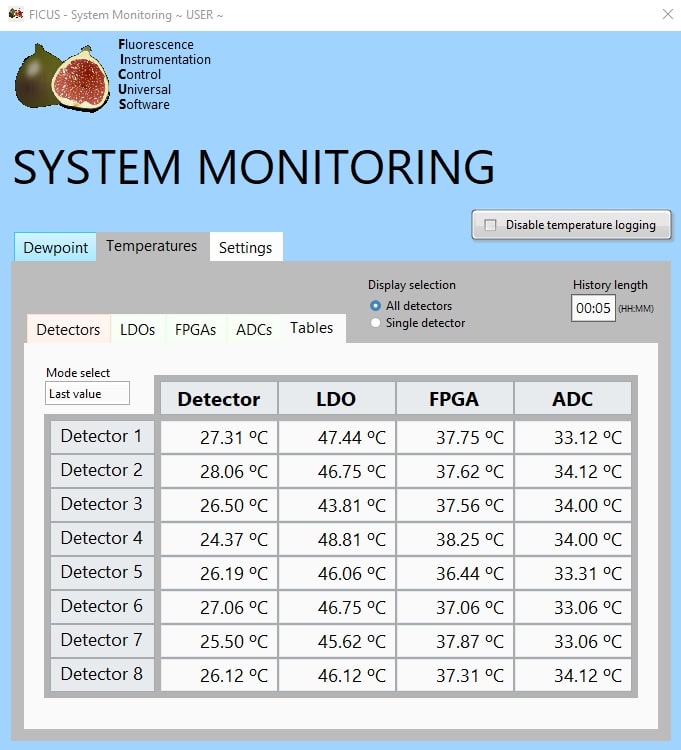 FICUS - System Monitoring ~ USER ~
Fluorescence
Instrumentation
Control
Universal
Software
SYSTEM MONITORING
Disable temperature logging
Dewpoint Temperatures Settings
Display selection
All detectors
Single detector
History length
00:05 (HH:MM)
Detectors LDOs FPGAs ADCs Tables
Mode select
Last value
Detector LDO FPGA ADC
Detector 1 27.31 ºC 47.44 ºC 37.75 ºC 33.12 ºC
Detector 2 28.06 ºC 46.75 ºC 37.62 ºC 34.12 ºC
Detector 3 26.50 ºC 43.81 ºC 37.56 ºC 34.00 ºC
Detector 4 24.37 ºC 48.81 ºC 38.25 ºC 34.00 ºC
Detector 5 26.19 ºC 46.06 ºC 36.44 ºC 33.31 ºC
Detector 6 27.06 ºC 46.75 ºC 37.06 ºC 33.06 ºC
Detector 7 25.50 ºC 45.62 ºC 37.87 ºC 33.06 ºC
Detector 8 26.12 ºC 46.12 ºC 37.31 ºC 34.12 ºC